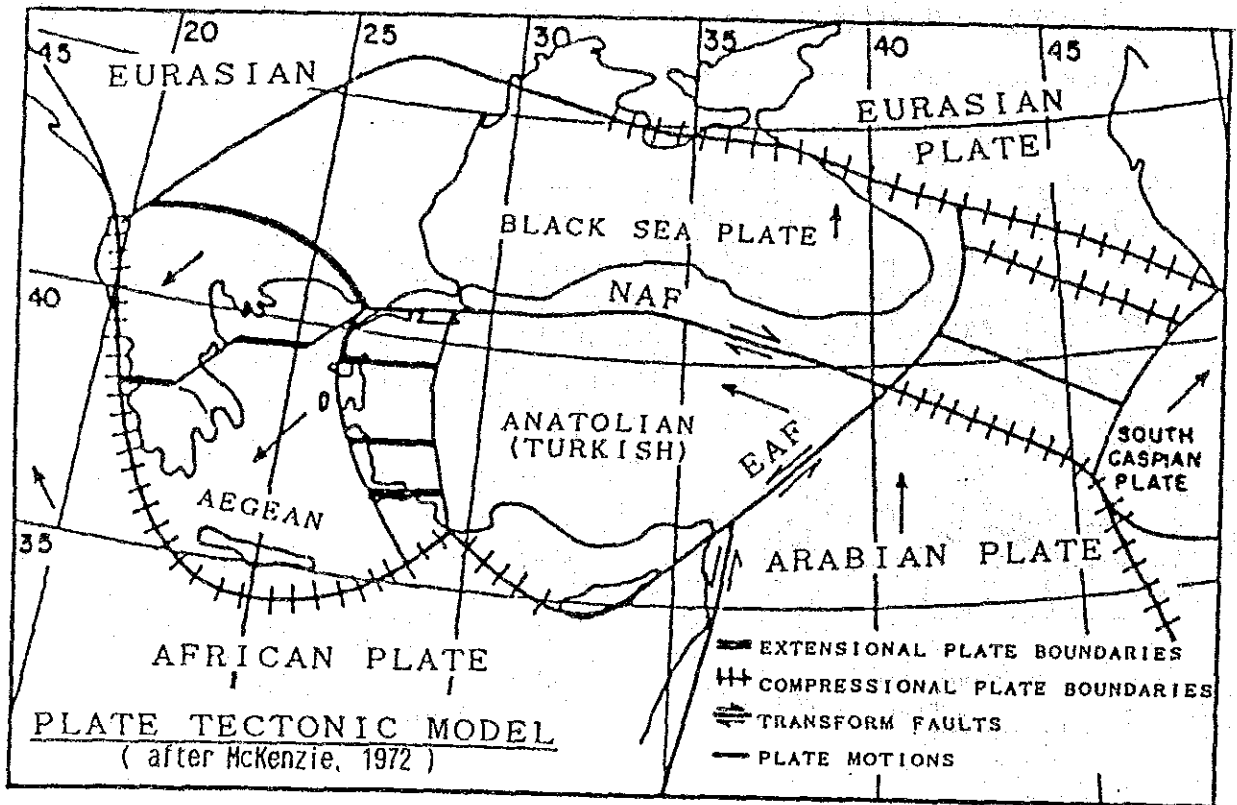 20
25
30
35
40
45
45
EURASIAN
EURASIAN
PLATE
BLACK SEA PLATE
NAF
40
ANATOLIAN
(TURKISH)
EAF
SOUTH
CASPIAN
PLATE
AEGEAN
35
ARABIAN PLATE
AFRICAN PLATE
EXTENSIONAL PLATE BOUNDARIES
COMPRESSIONAL PLATE BOUNDARIES
TRANSFORM FAULTS
PLATE MOTIONS
PLATE TECTONIC MODEL
( after McKenzie, 1972 )